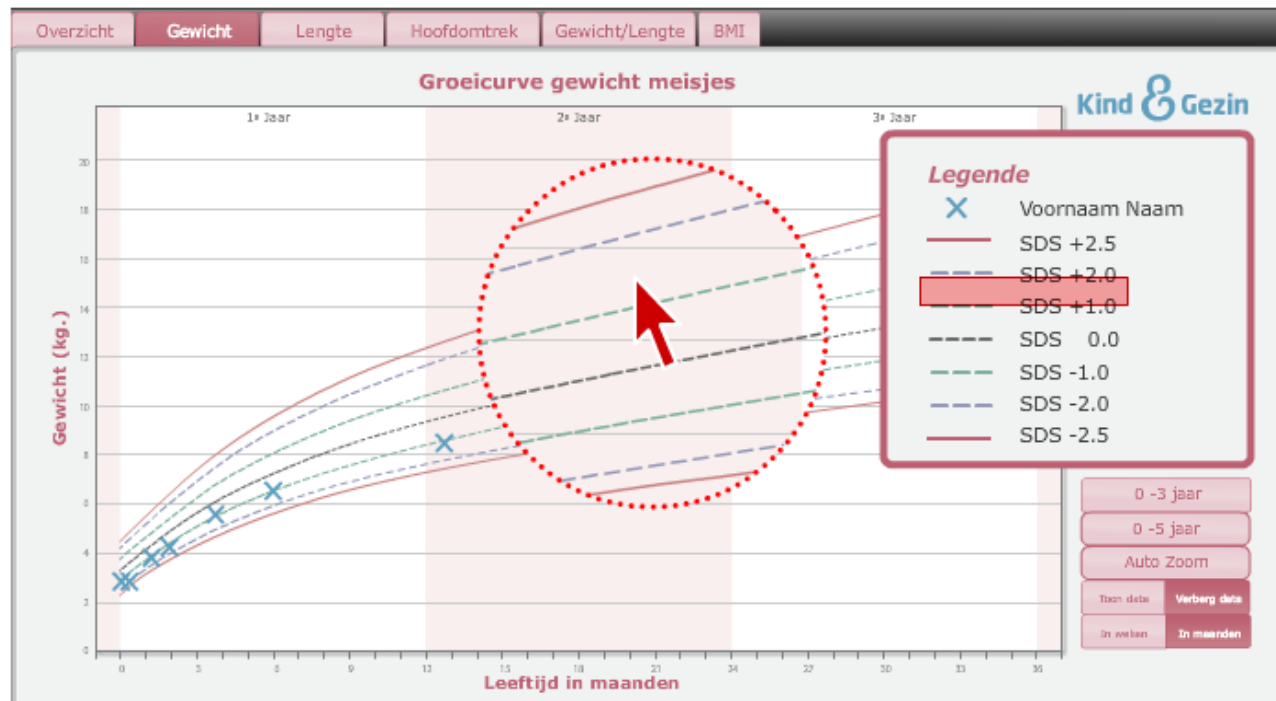 Overzicht Gewicht Lengte Hoofdomtrek Gewicht/Lengte BMI
Groeicurve gewicht meisjes
Kind & Gezin
1e Jaar 2e Jaar 3e Jaar
Legende
Voornaam Naam
SDS +2.5
SDS +2.0
SDS +1.0
SDS 0.0
SDS -1.0
SDS -2.0
SDS -2.5
Gewicht (kg.)
20
18
16
14
12
10
8
6
4
2
0
0 3 6 9 12 15 18 21 24 27 30 33 36
Leeftijd in maanden
0 -3 jaar
0 -5 jaar
Auto Zoom
Toon data Verberg data
In weken In maanden